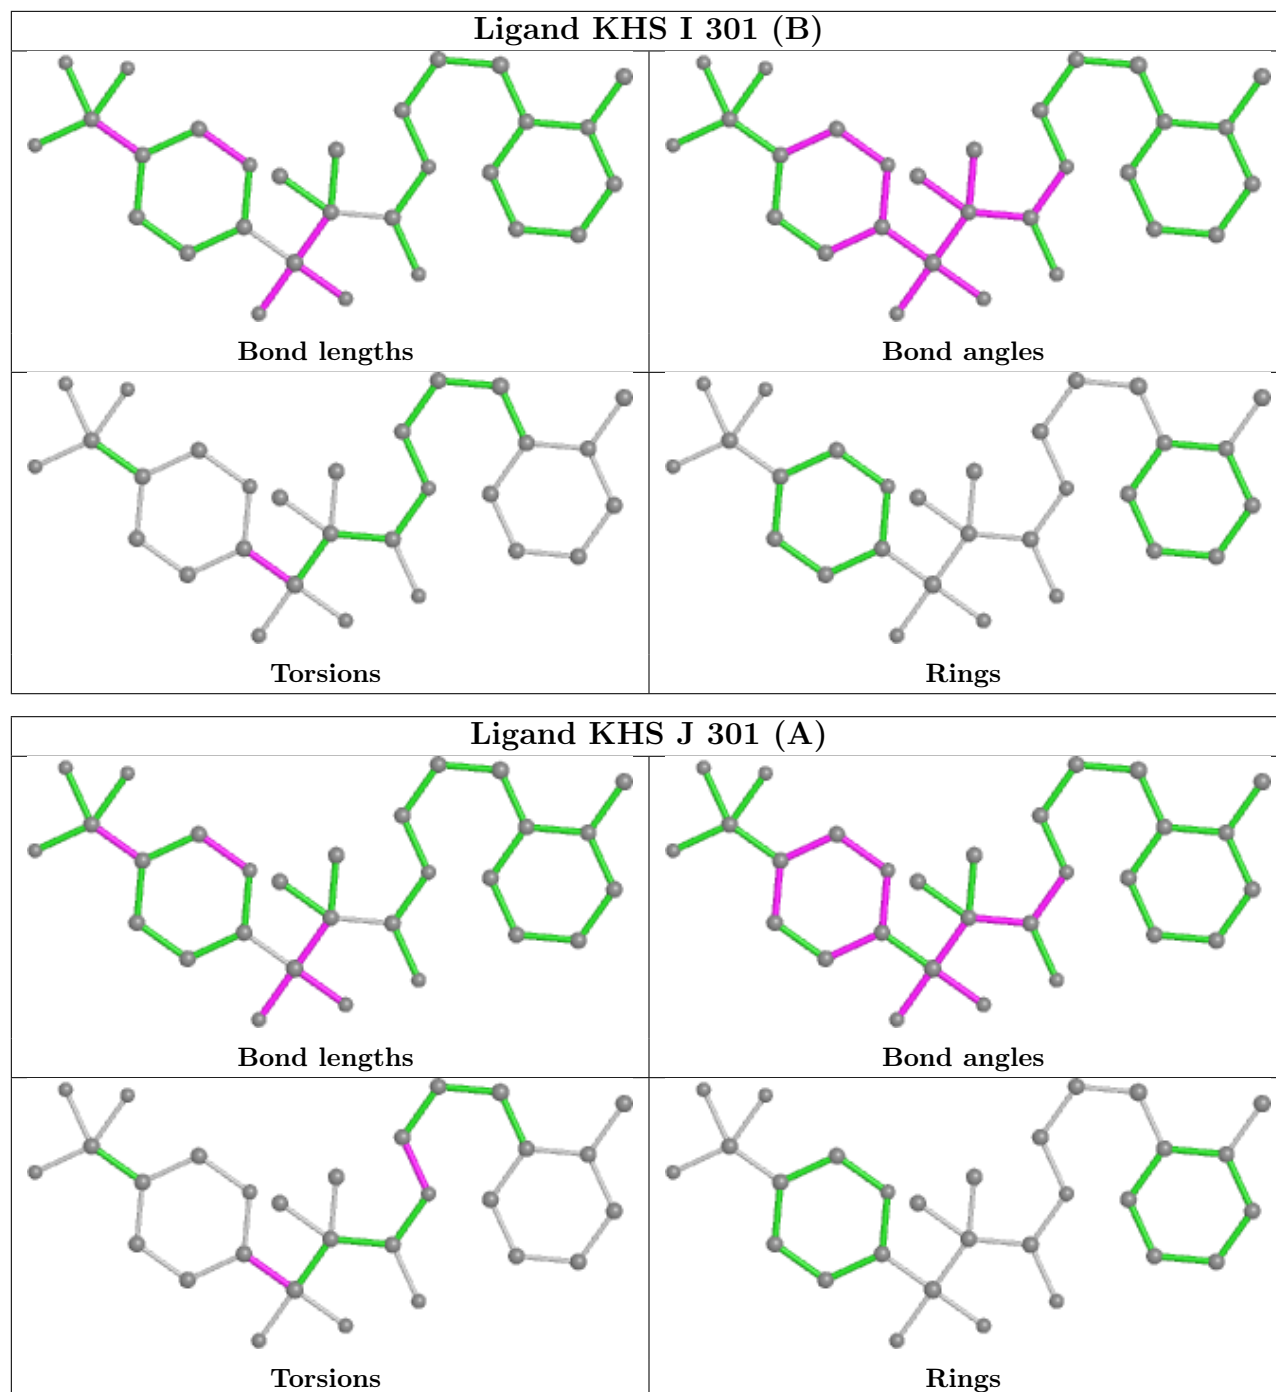 Ligand KHS I 301 (B)
Bond lengths
Bond angles
Torsions
Rings
Ligand KHS J 301 (A)
Bond lengths
Bond angles
Torsions
Rings